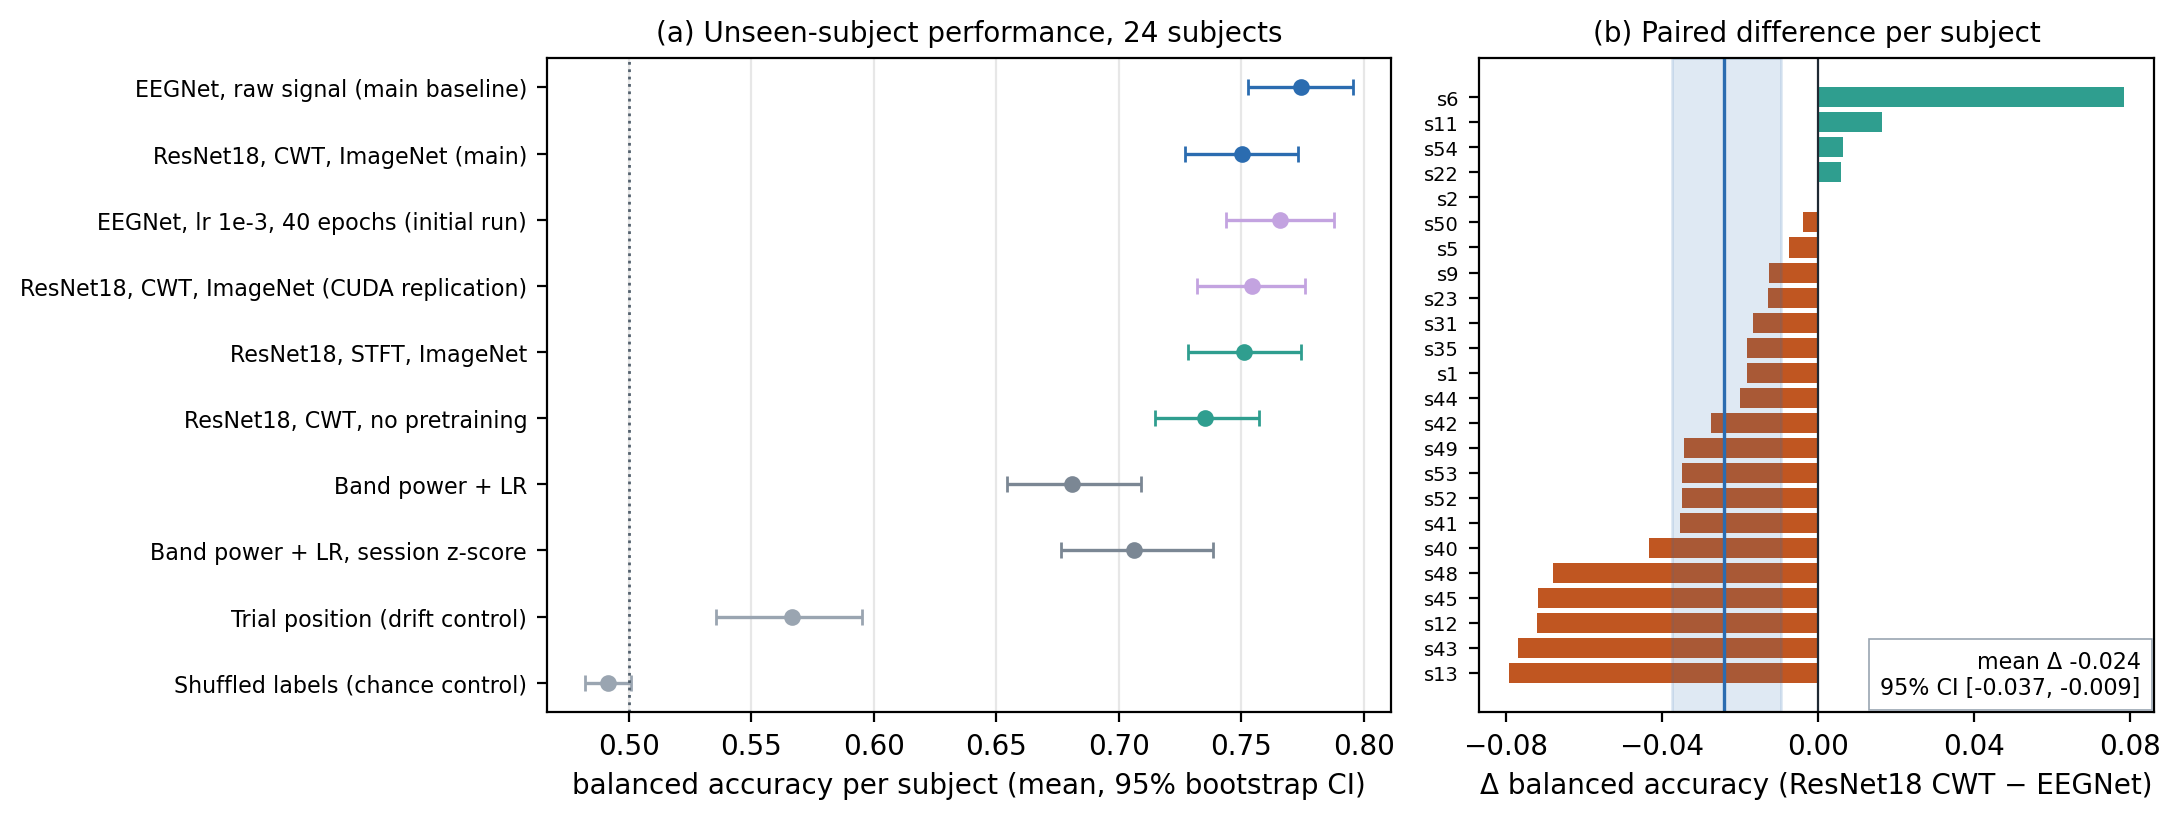 (a) Unseen-subject performance, 24 subjects
EEGNet, raw signal (main baseline)
ResNet18, CWT, ImageNet (main)
EEGNet, lr 1e-3, 40 epochs (initial run)
ResNet18, CWT, ImageNet (CUDA replication)
ResNet18, STFT, ImageNet
ResNet18, CWT, no pretraining
Band power + LR
Band power + LR, session z-score
Trial position (drift control)
Shuffled labels (chance control)
0.50 0.55 0.60 0.65 0.70 0.75 0.80
balanced accuracy per subject (mean, 95% bootstrap CI)
(b) Paired difference per subject
s6
s11
s54
s22
s2
s50
s5
s9
s23
s31
s35
s1
s44
s42
s49
s53
s52
s41
s40
s48
s45
s12
s43
s13
mean Δ -0.024
95% CI [-0.037, -0.009]
−0.08 −0.04 0.00 0.04 0.08
Δ balanced accuracy (ResNet18 CWT − EEGNet)